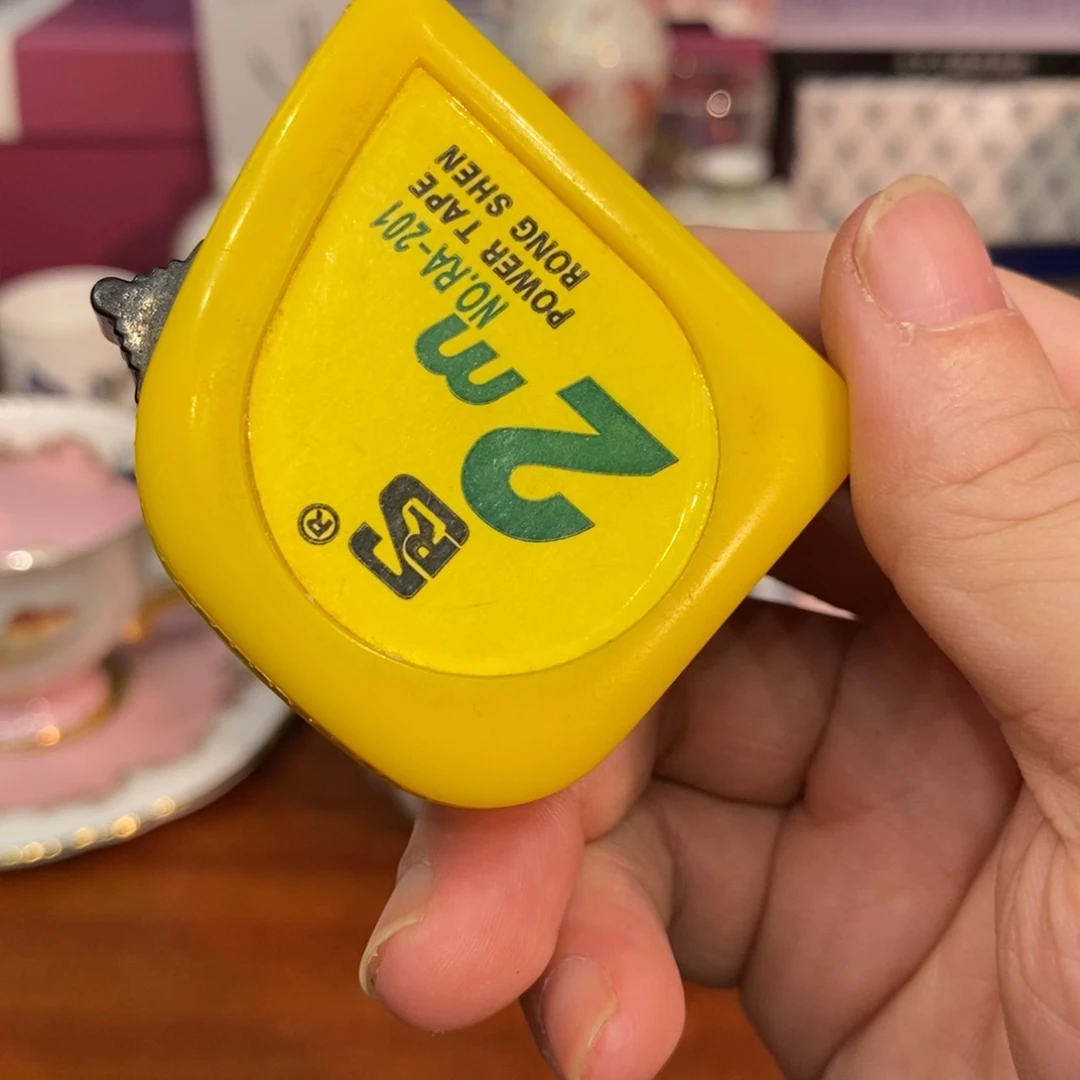 RS ®
2m
NO.RA-201
POWER TAPE
RONG SHEN